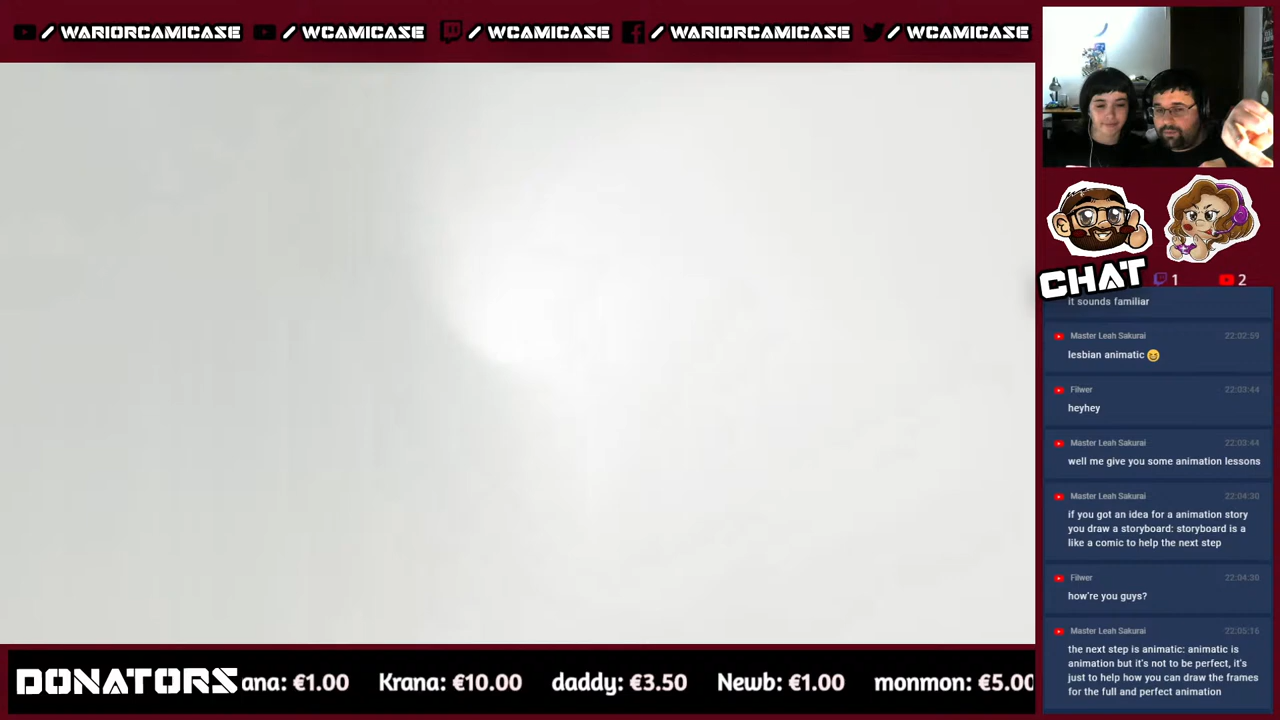 / WARIORCAMICASE / WCAMICASE / WCAMICASE / WARIORCAMICASE / WCAMICASE
CHAT 1 2
it sounds familiar
Master Leah Sakurai 22:02:59
lesbian animatic 😉
Filwer 22:03:44
heyhey
Master Leah Sakurai 22:03:44
well me give you some animation lessons
Master Leah Sakurai 22:04:30
if you got an idea for a animation story
you draw a storyboard: storyboard is a
like a comic to help the next step
Filwer 22:04:30
how're you guys?
Master Leah Sakurai 22:05:16
the next step is animatic: animatic is
animation but it's not to be perfect, it's
just to help how you can draw the frames
for the full and perfect animation
DONATORS ana: €1.00 Krana: €10.00 daddy: €3.50 Newb: €1.00 monmon: €5.00